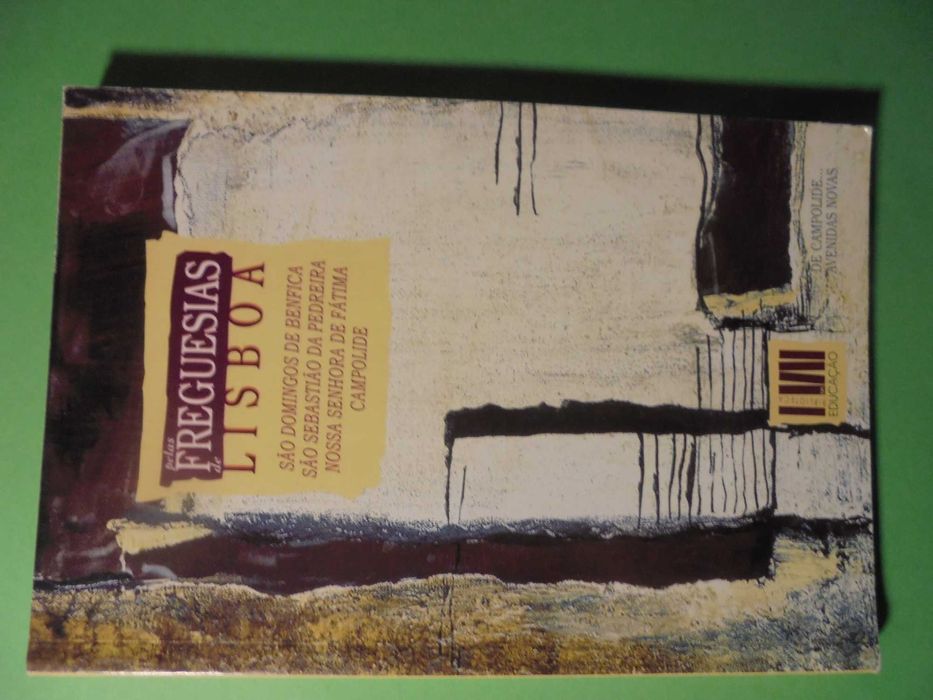 pelas
FREGUESIAS
de
LISBOA
SÃO DOMINGOS DE BENFICA
SÃO SEBASTIÃO DA PEDREIRA
NOSSA SENHORA DE FÁTIMA
CAMPOLIDE
DE CAMPOLIDE...
AVENIDAS NOVAS
EDUCAÇÃO